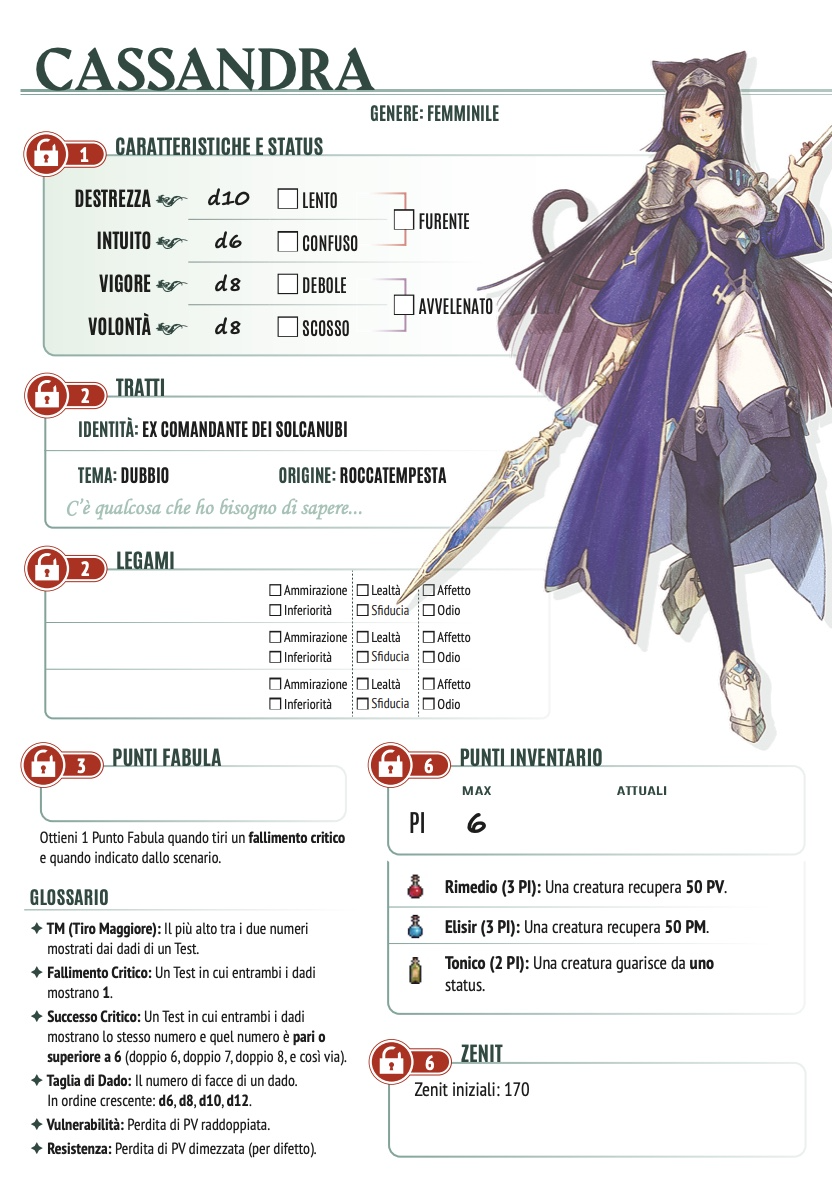 CASSANDRA
GENERE: FEMMINILE
1 CARATTERISTICHE E STATUS
DESTREZZA d10 LENTO
FURENTE
INTUITO d6 CONFUSO
VIGORE d8 DEBOLE
AVVELENATO
VOLONTÀ d8 SCOSSO
2 TRATTI
IDENTITÀ: EX COMANDANTE DEI SOLCANUBI
TEMA: DUBBIO ORIGINE: ROCCATEMPESTA
C'è qualcosa che ho bisogno di sapere...
2 LEGAMI
Ammirazione Lealtà Affetto
Inferiorità Sfiducia Odio
Ammirazione Lealtà Affetto
Inferiorità Sfiducia Odio
Ammirazione Lealtà Affetto
Inferiorità Sfiducia Odio
3 PUNTI FABULA
Ottieni 1 Punto Fabula quando tiri un fallimento critico
e quando indicato dallo scenario.
GLOSSARIO
✦ TM (Tiro Maggiore): Il più alto tra i due numeri
mostrati dai dadi di un Test.
✦ Fallimento Critico: Un Test in cui entrambi i dadi
mostrano 1.
✦ Successo Critico: Un Test in cui entrambi i dadi
mostrano lo stesso numero e quel numero è pari o
superiore a 6 (doppio 6, doppio 7, doppio 8, e così via).
✦ Taglia di Dado: Il numero di facce di un dado.
In ordine crescente: d6, d8, d10, d12.
✦ Vulnerabilità: Perdita di PV raddoppiata.
✦ Resistenza: Perdita di PV dimezzata (per difetto).
6 PUNTI INVENTARIO
MAX ATTUALI
PI 6
Rimedio (3 PI): Una creatura recupera 50 PV.
Elisir (3 PI): Una creatura recupera 50 PM.
Tonico (2 PI): Una creatura guarisce da uno
status.
6 ZENIT
Zenit iniziali: 170